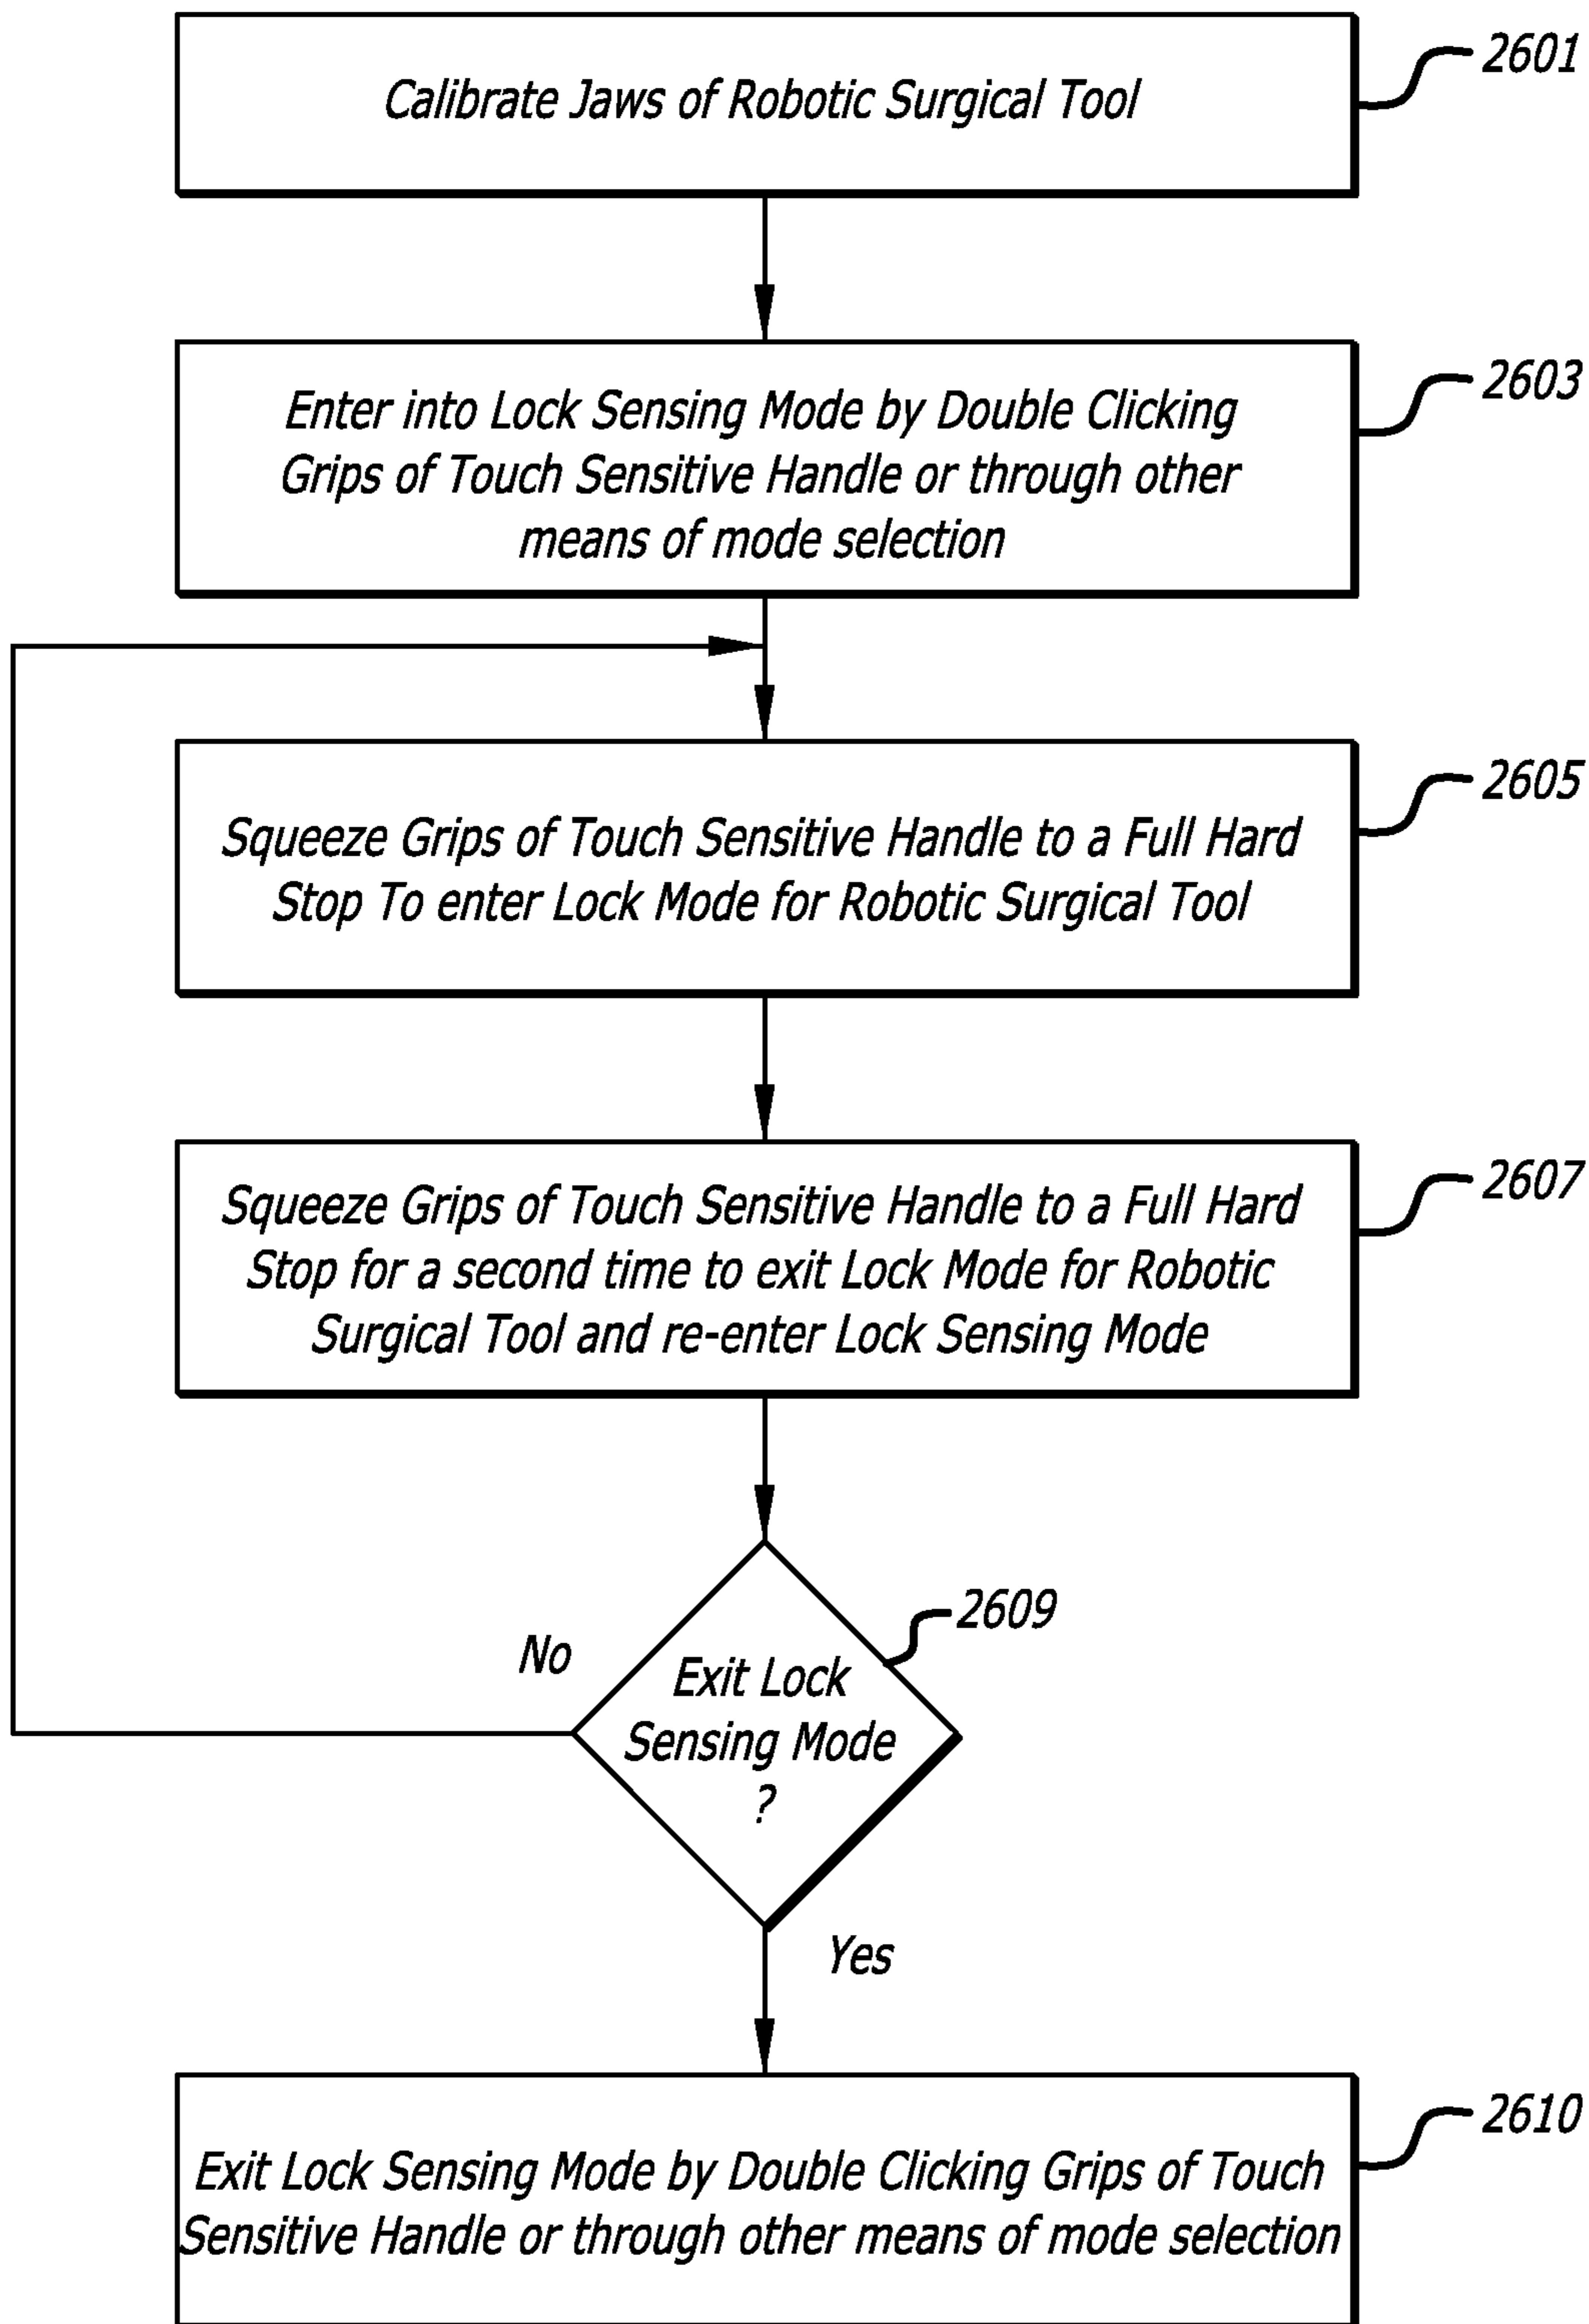 Calibrate Jaws of Robotic Surgical Tool
2601
Enter into Lock Sensing Mode by Double Clicking
Grips of Touch Sensitive Handle or through other
means of mode selection
2603
Squeeze Grips of Touch Sensitive Handle to a Full Hard
Stop To enter Lock Mode for Robotic Surgical Tool
2605
Squeeze Grips of Touch Sensitive Handle to a Full Hard
Stop for a second time to exit Lock Mode for Robotic
Surgical Tool and re-enter Lock Sensing Mode
2607
Exit Lock
Sensing Mode
?
2609
No
Yes
Exit Lock Sensing Mode by Double Clicking Grips of Touch
Sensitive Handle or through other means of mode selection
2610